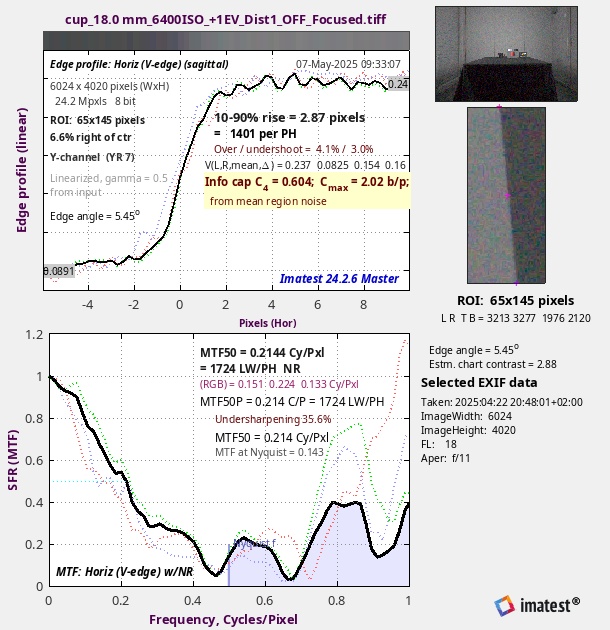 cup_18.0 mm_6400ISO_+1EV_Dist1_OFF_Focused.tiff
Edge profile: Horiz (V-edge) (sagittal)
07-May-2025 09:33:07
6024 x 4020 pixels (WxH)
24.2 Mpxls   8 bit
0.24
ROI:  65x145 pixels
6.6% right of ctr
Y-channel  (YR 7)
Linearized, gamma = 0.5
from input
Edge angle = 5.45°
10-90% rise = 2.87 pixels
=   1401 per PH
Over / undershoot =  4.1% /  3.0%
V(L,R,mean,Δ) = 0.237  0.0825  0.154  0.16
Info cap C4 = 0.604;  Cmax = 2.02 b/p;
from mean region noise
0.0891
Imatest 24.2.6 Master
Edge profile (linear)
-4 -2 0 2 4 6 8
Pixels (Hor)
ROI:  65x145 pixels
L R  T B = 3213 3277  1976 2120
Edge angle = 5.45°
Estm. chart contrast = 2.88
Selected EXIF data
Taken: 2025:04:22 20:48:01+02:00
ImageWidth:  6024
ImageHeight:  4020
FL:   18
Aper:  f/11
MTF50 = 0.2144 Cy/Pxl
= 1724 LW/PH  NR
(RGB) = 0.151  0.224  0.133 Cy/Pxl
MTF50P = 0.214 C/P = 1724 LW/PH
Undersharpening 35.6%
MTF50 = 0.214 Cy/Pxl
MTF at Nyquist = 0.143
Nyquist f
MTF: Horiz (V-edge) w/NR
SFR (MTF)
1.2
1
0.8
0.6
0.4
0.2
0
0 0.2 0.4 0.6 0.8 1
Frequency, Cycles/Pixel
imatest®